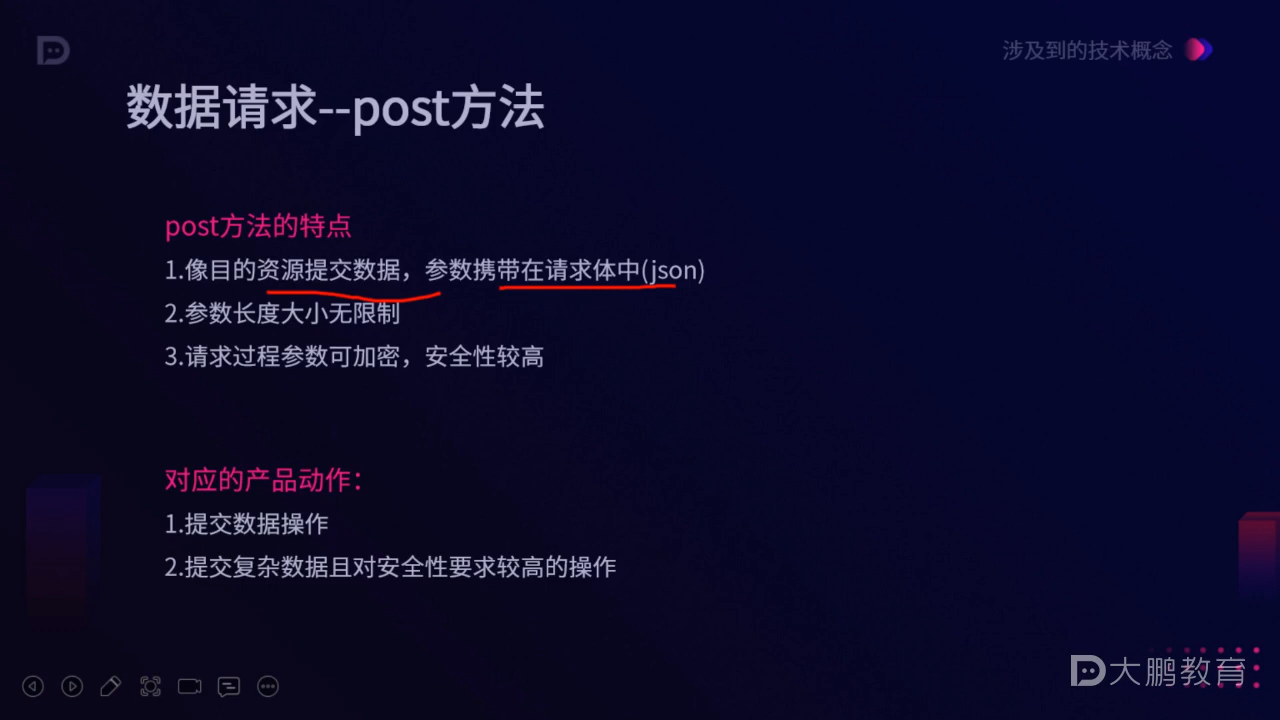 涉及到的技术概念
数据请求--post方法
post方法的特点
1.像目的资源提交数据，参数携带在请求体中(json)
2.参数长度大小无限制
3.请求过程参数可加密，安全性较高
对应的产品动作：
1.提交数据操作
2.提交复杂数据且对安全性要求较高的操作
大鹏教育